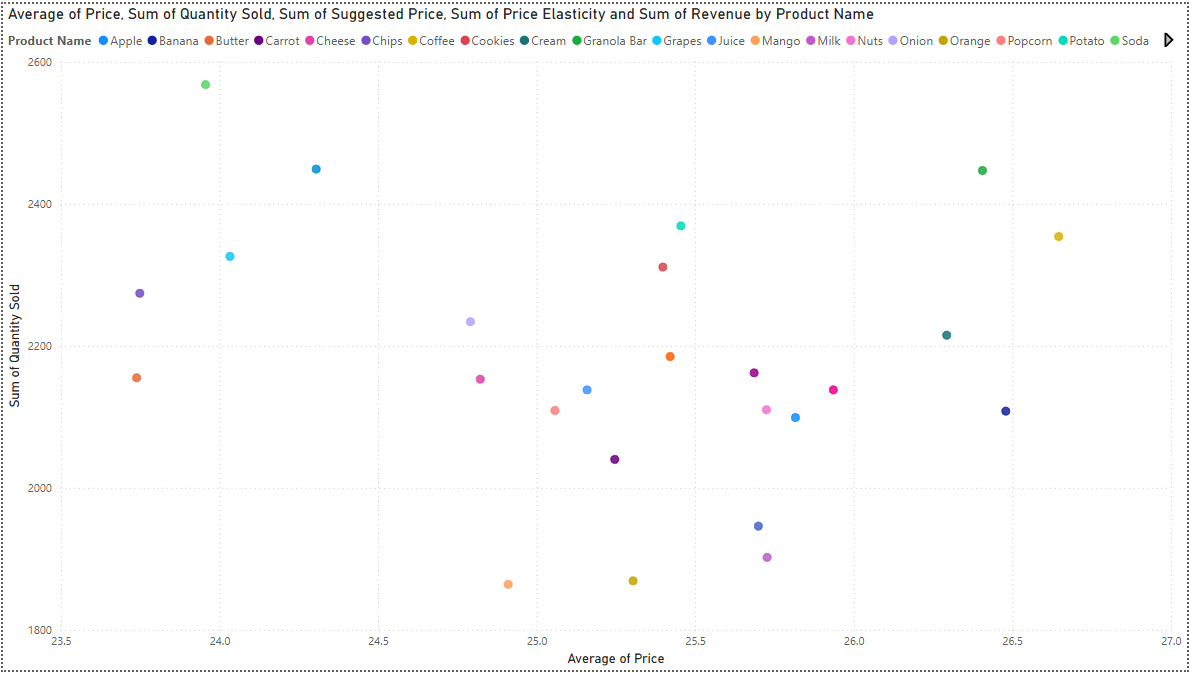 Average of Price, Sum of Quantity Sold, Sum of Suggested Price, Sum of Price Elasticity and Sum of Revenue by Product Name
Product Name Apple Banana Butter Carrot Cheese Chips Coffee Cookies Cream Granola Bar Grapes Juice Mango Milk Nuts Onion Orange Popcorn Potato Soda
2600
2400
2200
2000
1800
Sum of Quantity Sold
23.5 24.0 24.5 25.0 25.5 26.0 26.5 27.0
Average of Price